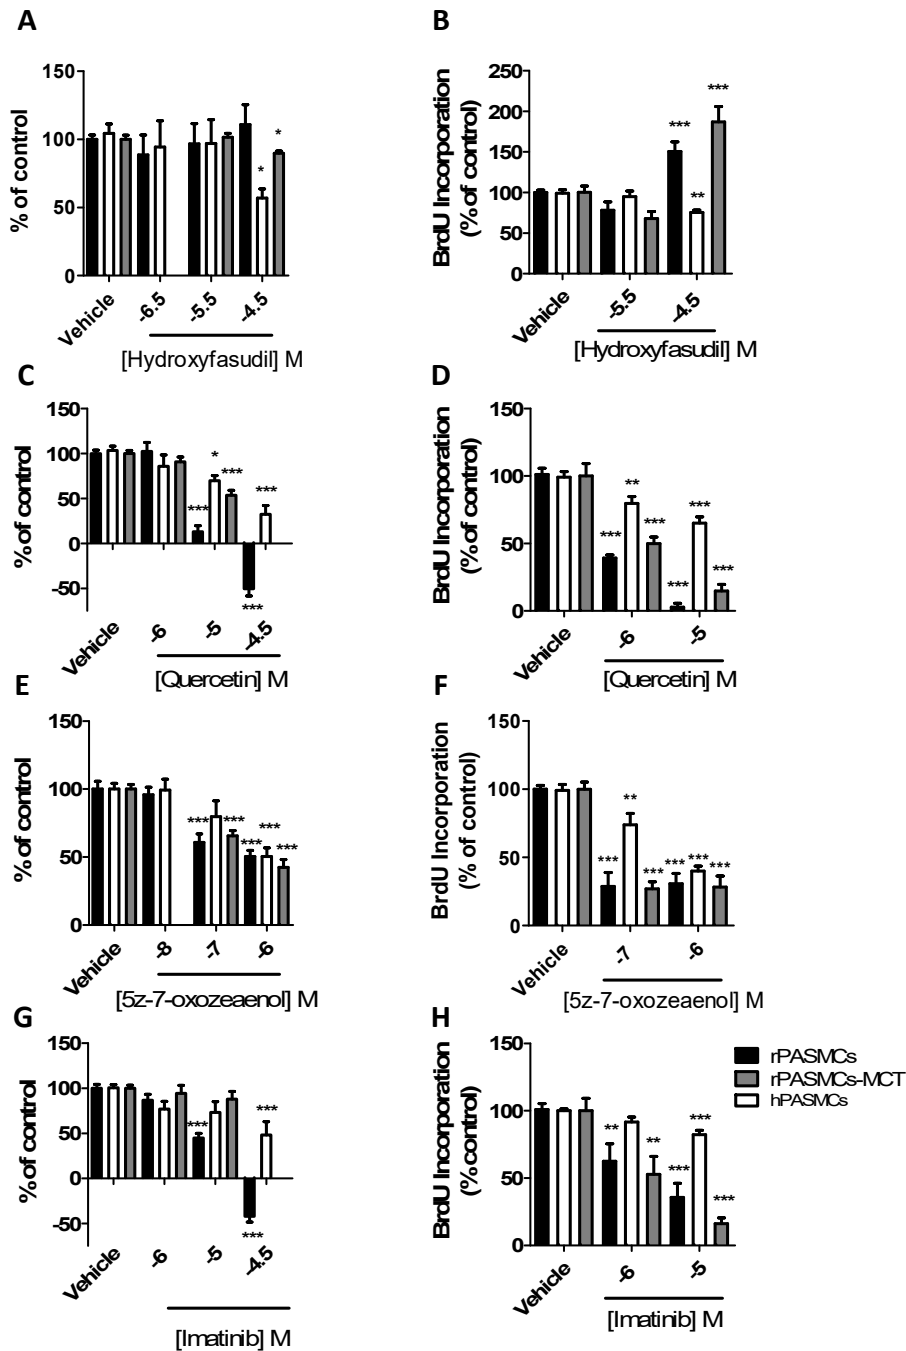 A
150
100
50
0
% of control
*
*
Vehicle
-6.5
-5.5
-4.5
[Hydroxyfasudil] M
B
250
200
150
100
50
0
BrdU Incorporation
(% of control)
***
**
***
Vehicle
-5.5
-4.5
[Hydroxyfasudil] M
C
150
100
50
0
-50
% of control
***
*
***
***
***
Vehicle
-6
-5
-4.5
[Quercetin] M
D
150
100
50
0
BrdU Incorporation
(% of control)
***
**
***
***
***
***
Vehicle
-6
-5
[Quercetin] M
E
150
100
50
0
% of control
***
***
***
***
***
Vehicle
-8
-7
-6
[5z-7-oxozeaenol] M
F
150
100
50
0
BrdU Incorporation
(% of control)
***
**
***
***
***
***
Vehicle
-7
-6
[5z-7-oxozeaenol] M
G
150
100
50
0
-50
% of control
***
***
***
Vehicle
-6
-5
-4.5
[Imatinib] M
H
150
100
50
0
BrdU Incorporation
(% control)
**
**
***
***
***
Vehicle
-6
-5
[Imatinib] M
rPASMCs
rPASMCs-MCT
hPASMCs